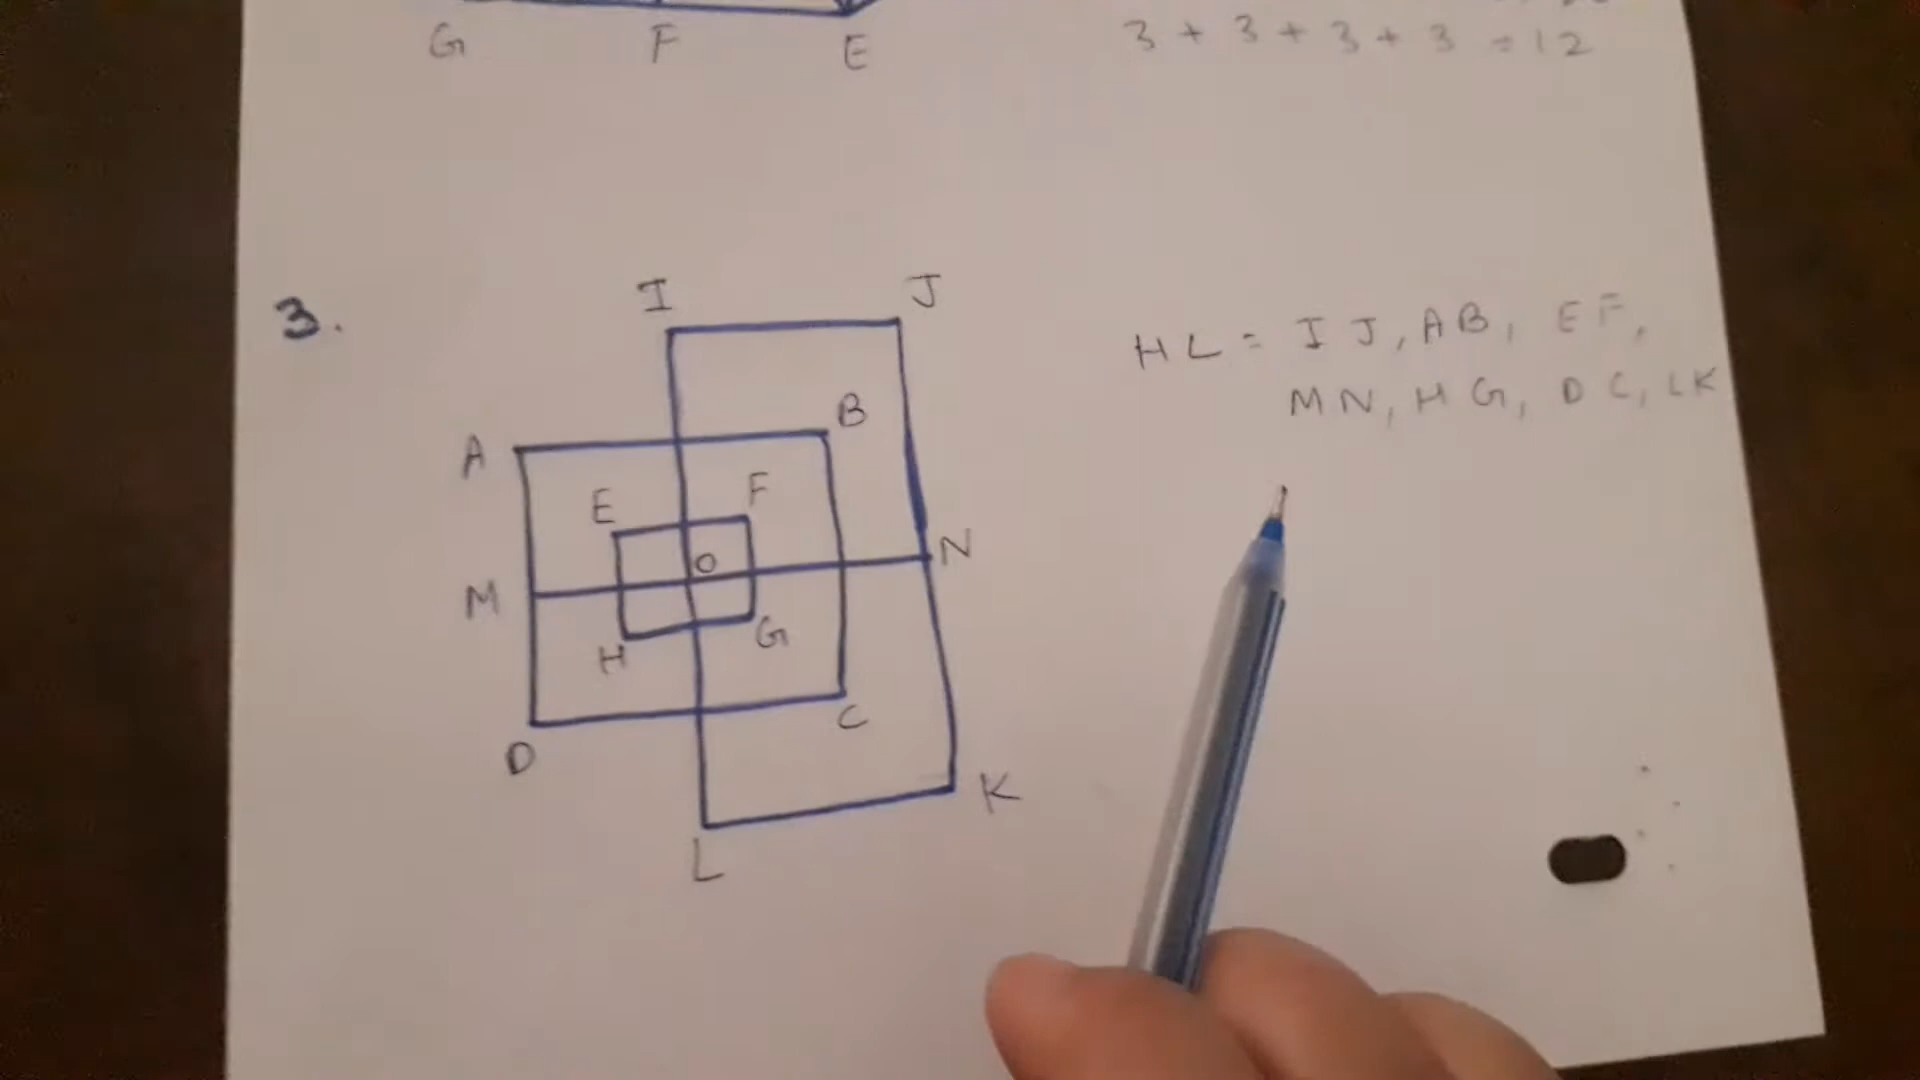 G F E
3 + 3 + 3 + 3 = 12
3.
I J
HL = IJ, AB, EF,
MN, HG, DC, LK
B
A
E F
O N
M
H G
C
D
K
L